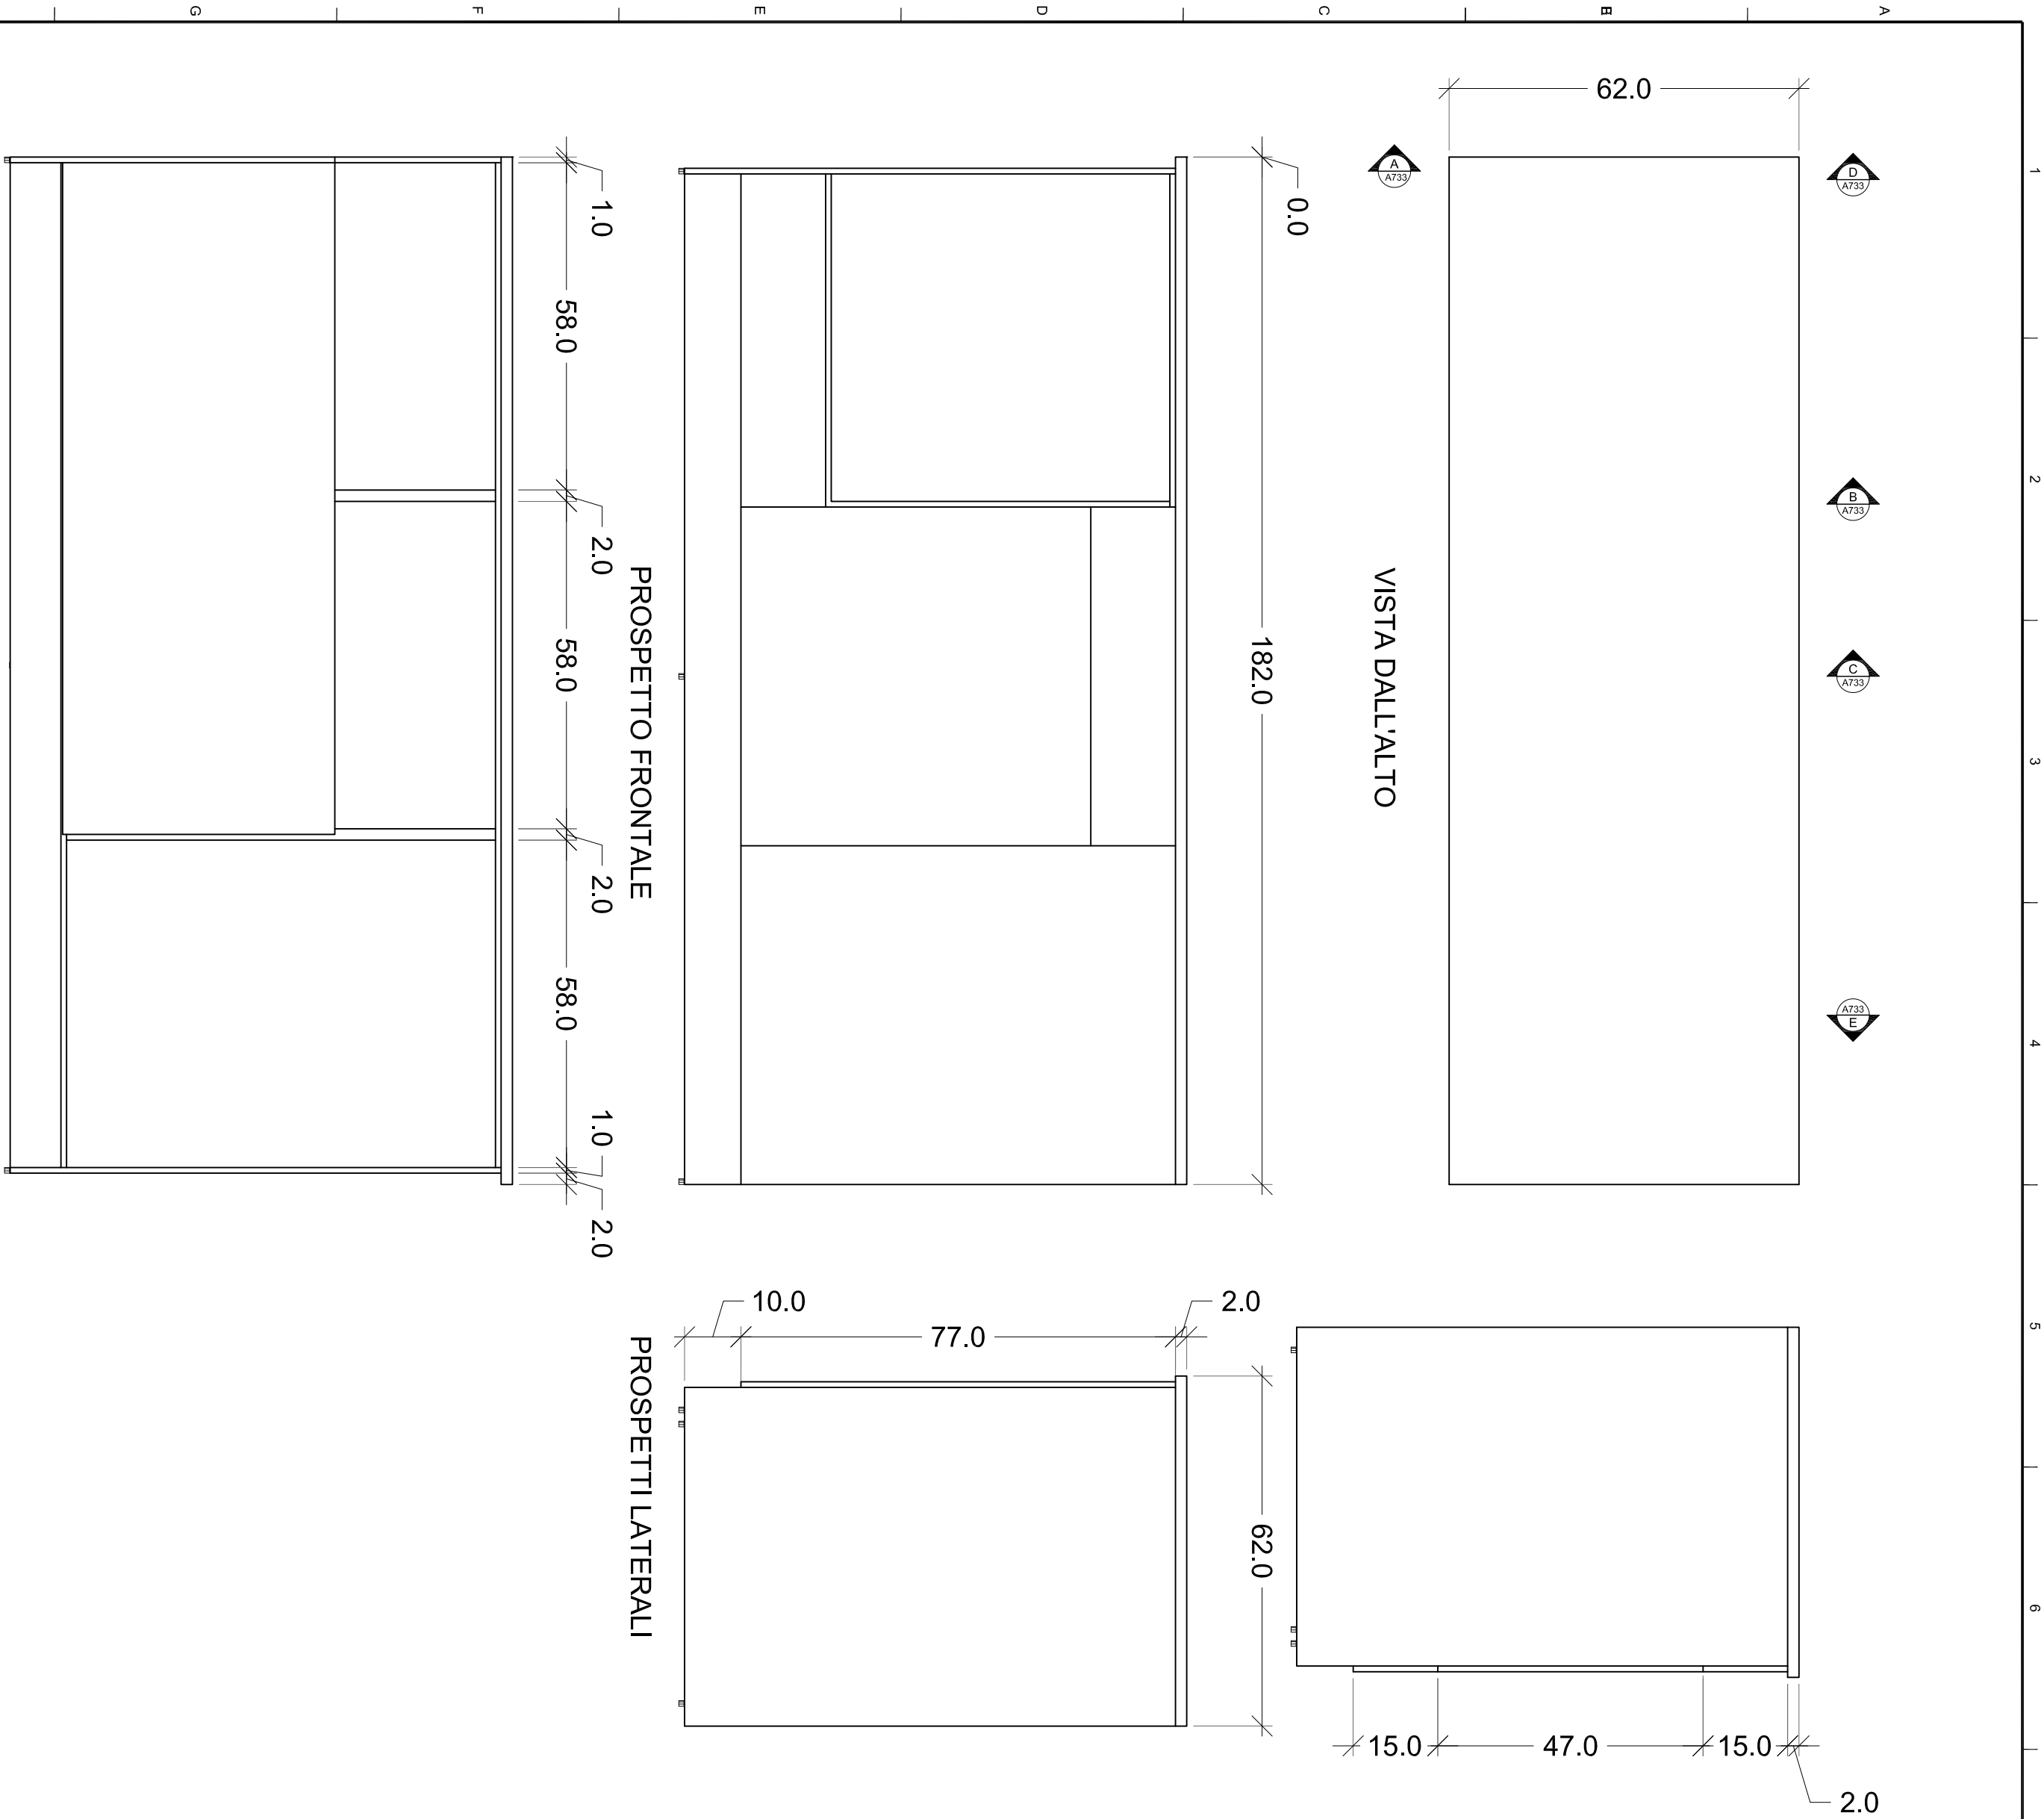 1
2
3
4
5
6
A
B
C
D
E
F
G
62.0
D
A733
B
A733
C
A733
A733
E
A
A733
VISTA DALL'ALTO
0.0
182.0
62.0
15.0
47.0
15.0
2.0
PROSPETTO FRONTALE
10.0
77.0
2.0
PROSPETTI LATERALI
1.0
58.0
2.0
58.0
2.0
58.0
1.0
2.0